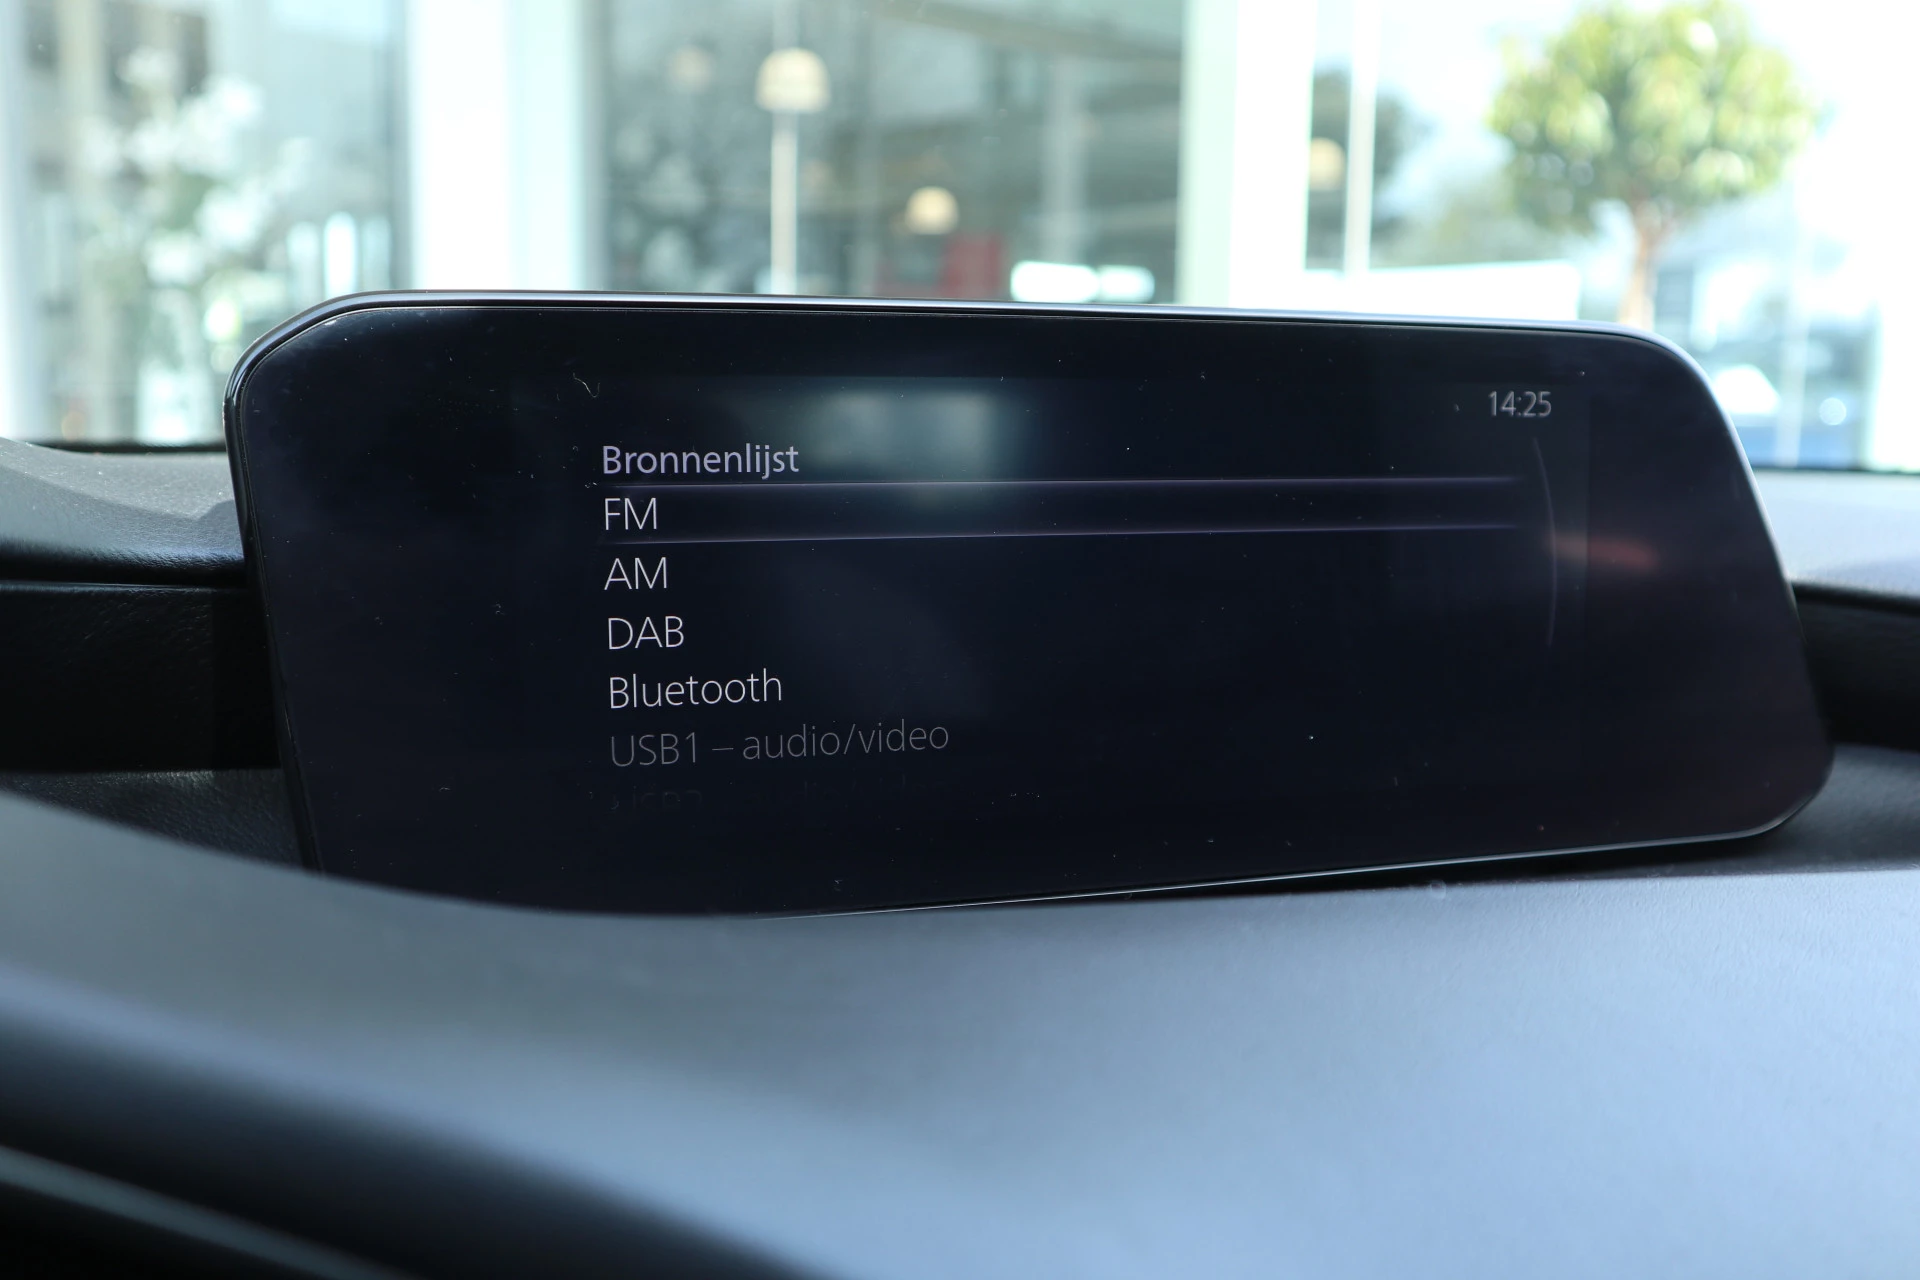 14:25
Bronnenlijst
FM
AM
DAB
Bluetooth
USB1 – audio/video